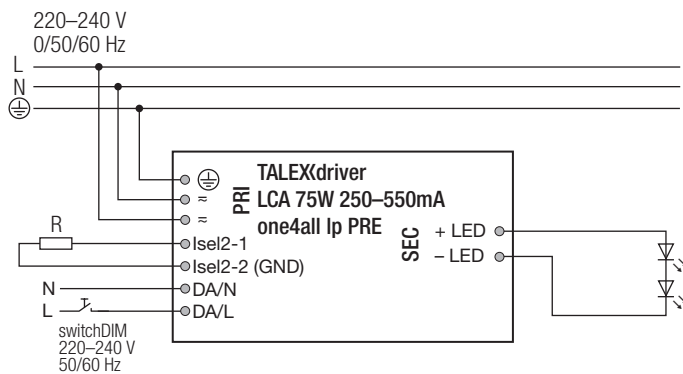 220–240 V
0/50/60 Hz
L
N
TALEXXdriver
LCA 75W 250–550mA
one4all lp PRE
PRI
≂
≂
R
Isel2-1
Isel2-2 (GND)
N
DA/N
L
DA/L
switchDIM
220–240 V
50/60 Hz
SEC
+ LED
– LED